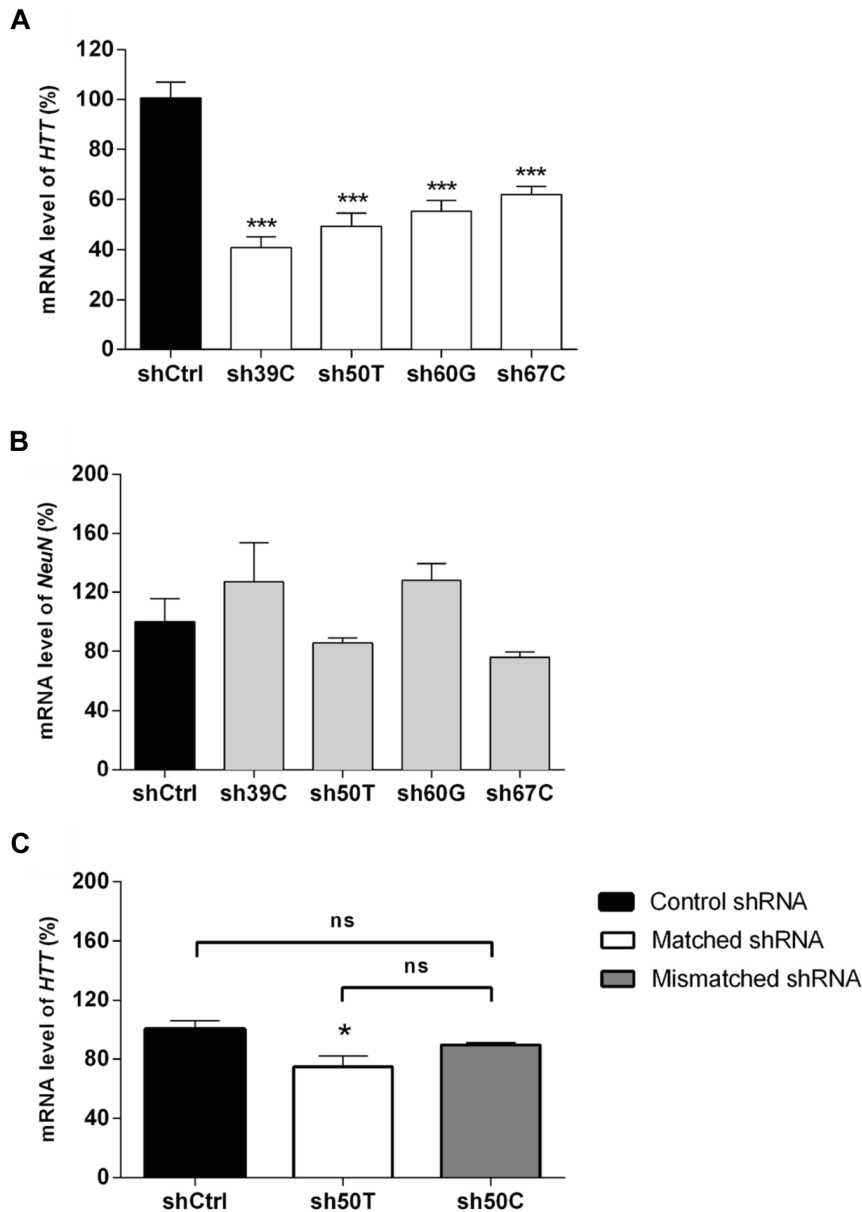 A
mRNA level of HTT (%)
120
100
80
60
40
20
0
***
***
***
***
shCtrl sh39C sh50T sh60G sh67C
B
mRNA level of NeuN (%)
200
160
120
80
40
0
shCtrl sh39C sh50T sh60G sh67C
C
mRNA level of HTT (%)
200
160
120
80
40
0
ns
ns
*
shCtrl sh50T sh50C
Control shRNA
Matched shRNA
Mismatched shRNA